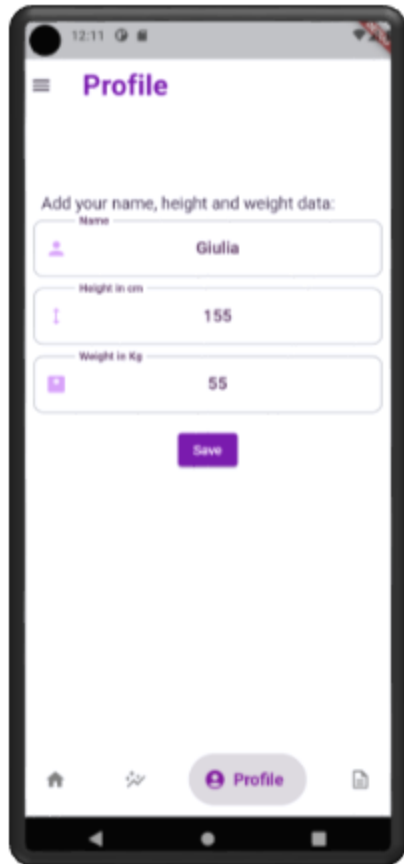 12:11
Profile
Add your name, height and weight data:
Name
Giulia
Height in cm
155
Weight in Kg
55
Save
Profile